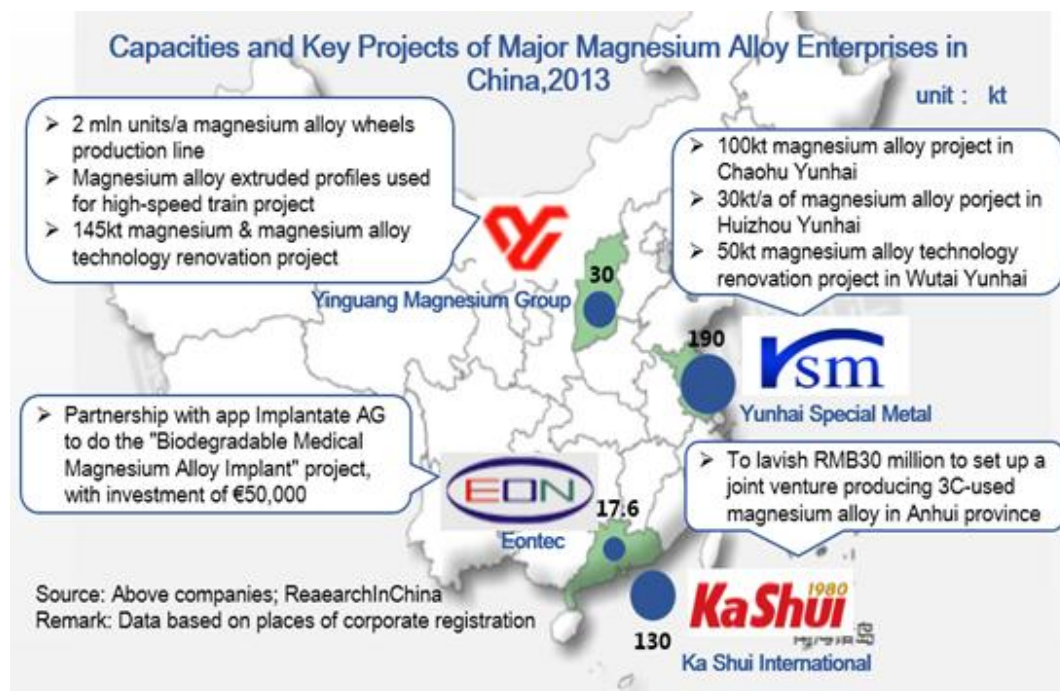 Capacities and Key Projects of Major Magnesium Alloy Enterprises in
China,2013
unit : kt
➢ 2 mln units/a magnesium alloy wheels
production line
➢ Magnesium alloy extruded profiles used
for high-speed train project
➢ 145kt magnesium & magnesium alloy
technology renovation project
Yinguang Magnesium Group
30
➢ 100kt magnesium alloy project in
Chaohu Yunhai
➢ 30kt/a of magnesium alloy porject in
Huizhou Yunhai
➢ 50kt magnesium alloy technology
renovation project in Wutai Yunhai
190
rsm
Yunhai Special Metal
➢ Partnership with app Implantate AG
to do the "Biodegradable Medical
Magnesium Alloy Implant" project,
with investment of €50,000
EON
Eontec
17.6
➢ To lavish RMB30 million to set up a
joint venture producing 3C-used
magnesium alloy in Anhui province
130
1980
KaShui
Ka Shui International
Source: Above companies; ReaearchInChina
Remark: Data based on places of corporate registration